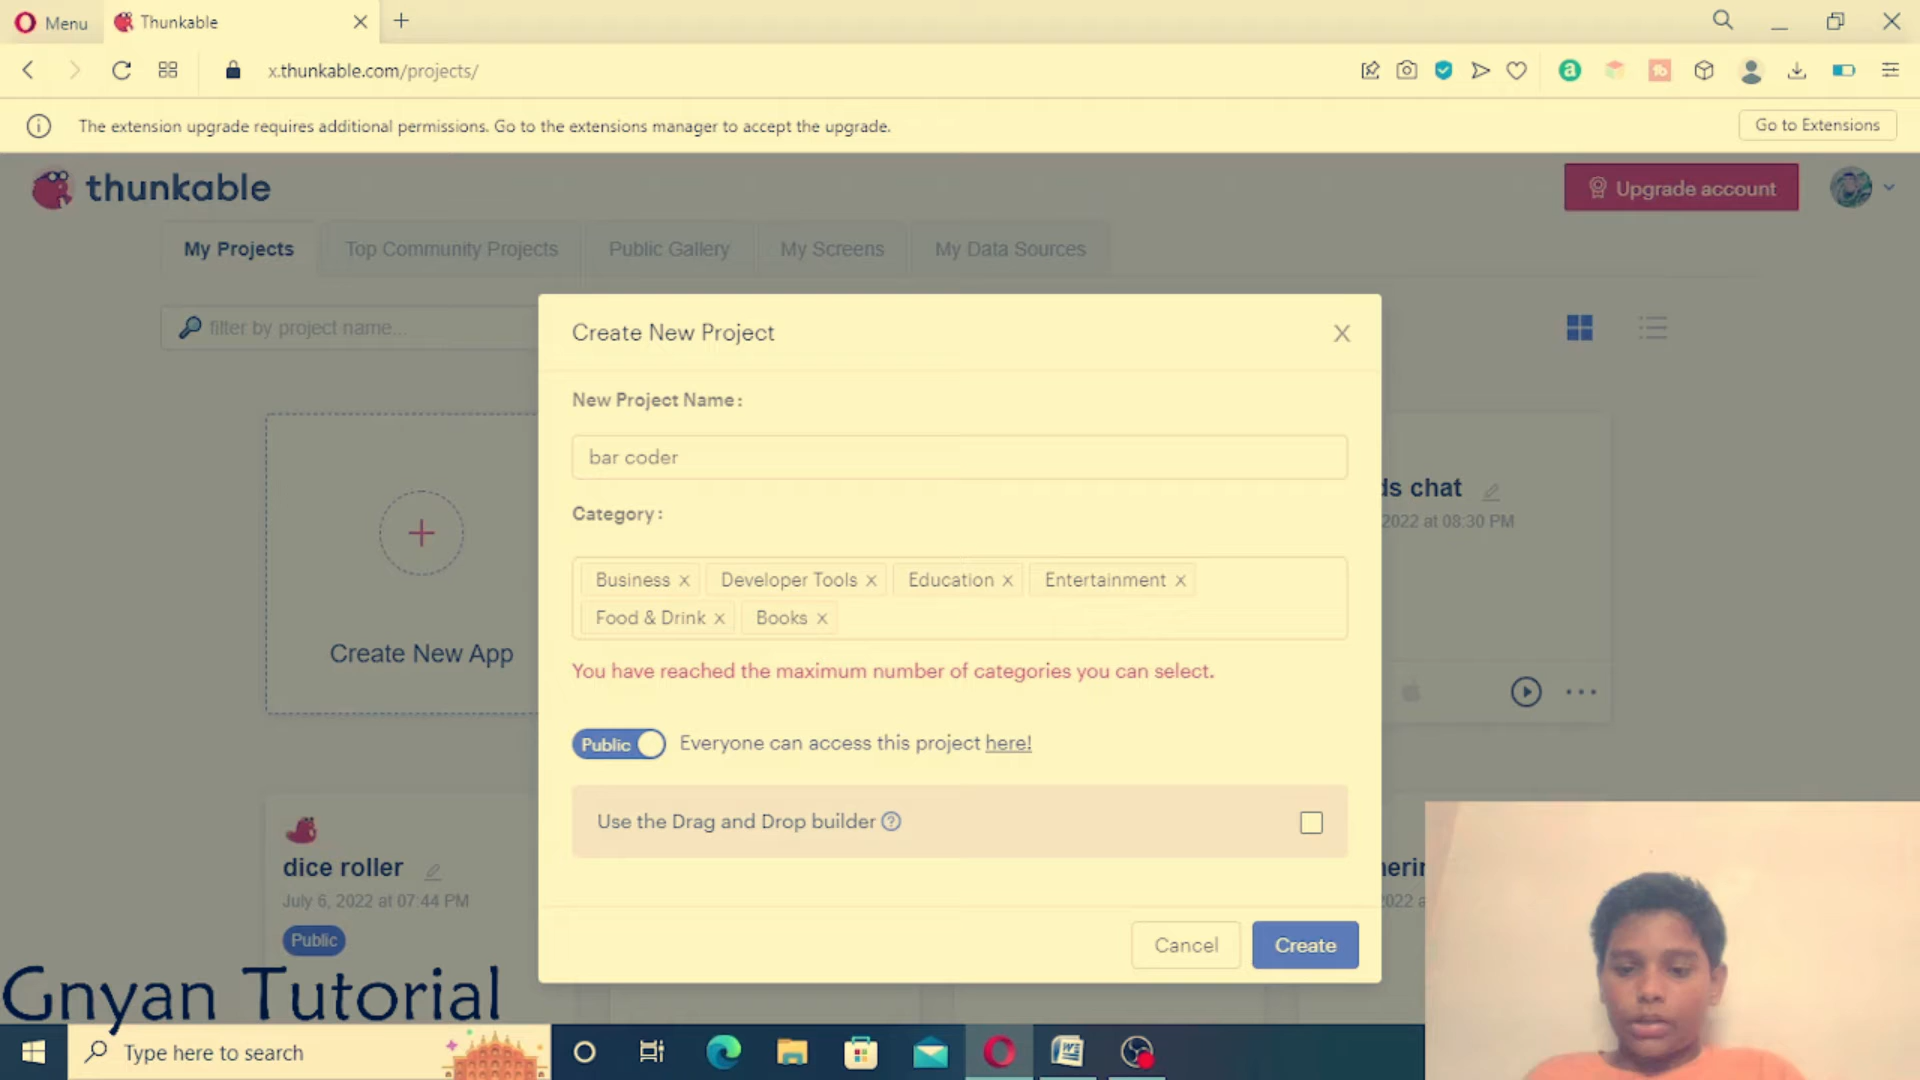 Menu
Thunkable
x.thunkable.com/projects/
The extension upgrade requires additional permissions. Go to the extensions manager to accept the upgrade.
Go to Extensions
thunkable
Upgrade account
My Projects
Top Community Projects
Public Gallery
My Screens
My Data Sources
filter by project name...
Create New Project
X
New Project Name:
bar coder
Category:
Business x
Developer Tools x
Education x
Entertainment x
Food & Drink x
Books x
You have reached the maximum number of categories you can select.
Public
Everyone can access this project here!
Use the Drag and Drop builder
Cancel
Create
Create New App
ds chat
2022 at 08:30 PM
dice roller
July 6, 2022 at 07:44 PM
Public
Gnyan Tutorial
Type here to search